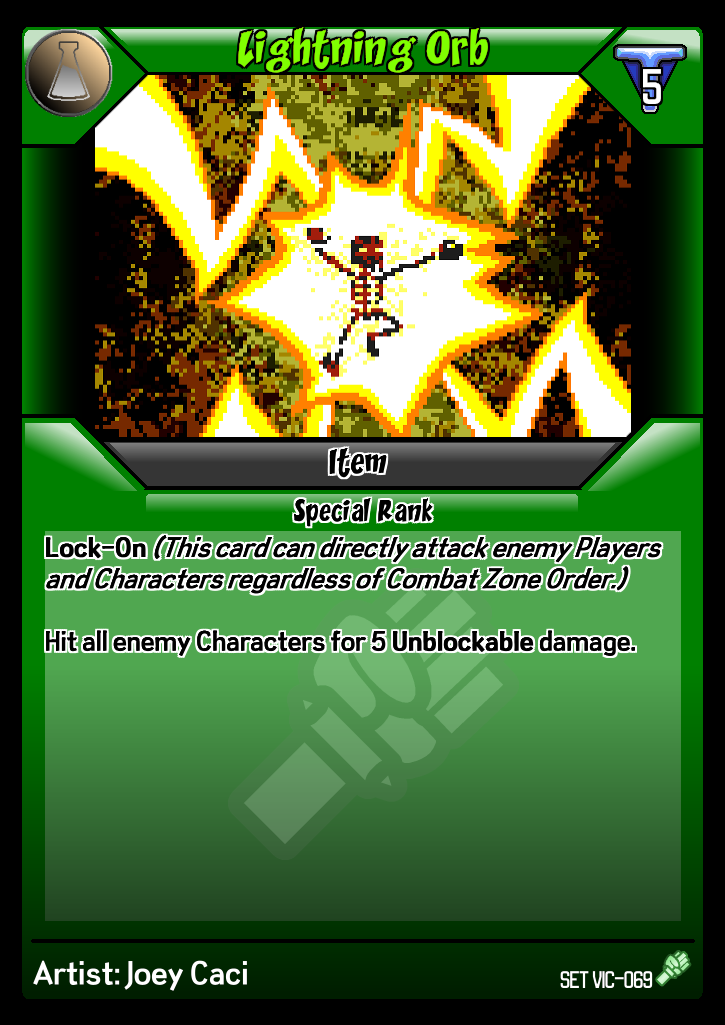 Lightning Orb
5
Item
Special Rank
Lock-On (This card can directly attack enemy Players
and Characters regardless of Combat Zone Order.)
Hit all enemy Characters for 5 Unblockable damage.
Artist: Joey Caci
SET VIC-069